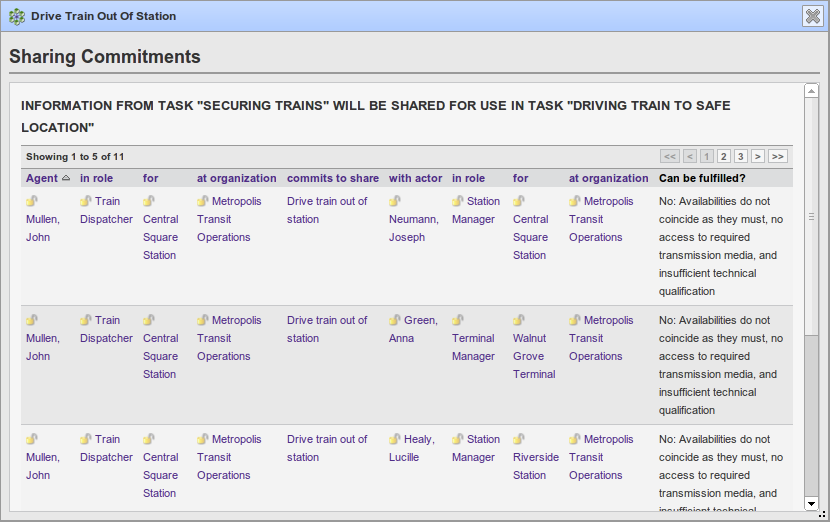 Drive Train Out Of Station
Sharing Commitments
INFORMATION FROM TASK "SECURING TRAINS" WILL BE SHARED FOR USE IN TASK "DRIVING TRAIN TO SAFE
LOCATION"
Showing 1 to 5 of 11 << < 1 2 3 > >>
Agent in role for at organization commits to share with actor in role for at organization Can be fulfilled?
Mullen,
John
Train
Dispatcher
Central
Square
Station
Metropolis
Transit
Operations
Drive train out of
station
Neumann,
Joseph
Station
Manager
Central
Square
Station
Metropolis
Transit
Operations
No: Availabilities do not
coincide as they must, no
access to required
transmission media, and
insufficient technical
qualification
Mullen,
John
Train
Dispatcher
Central
Square
Station
Metropolis
Transit
Operations
Drive train out of
station
Green,
Anna
Terminal
Manager
Walnut
Grove
Terminal
Metropolis
Transit
Operations
No: Availabilities do not
coincide as they must, no
access to required
transmission media, and
insufficient technical
qualification
Mullen,
John
Train
Dispatcher
Central
Square
Station
Metropolis
Transit
Operations
Drive train out of
station
Healy,
Lucille
Station
Manager
Riverside
Station
Metropolis
Transit
Operations
No: Availabilities do not
coincide as they must, no
access to required
transmission media, and
insufficient technical